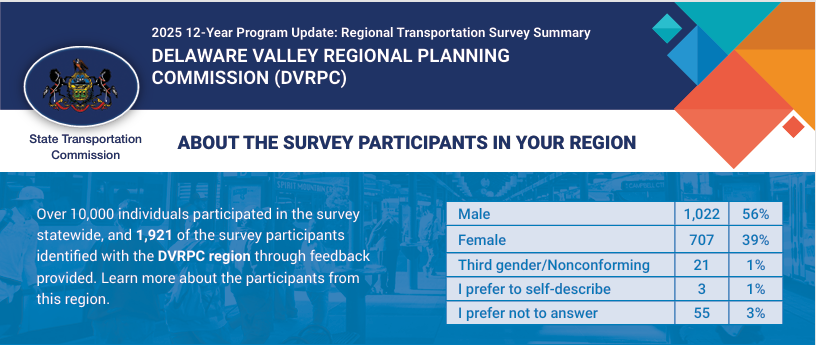 2025 12-Year Program Update: Regional Transportation Survey Summary
DELAWARE VALLEY REGIONAL PLANNING
COMMISSION (DVRPC)
State Transportation
Commission
ABOUT THE SURVEY PARTICIPANTS IN YOUR REGION
Over 10,000 individuals participated in the survey
statewide, and 1,921 of the survey participants
identified with the DVRPC region through feedback
provided. Learn more about the participants from
this region.
Male 1,022 56%
Female 707 39%
Third gender/Nonconforming 21 1%
I prefer to self-describe 3 1%
I prefer not to answer 55 3%